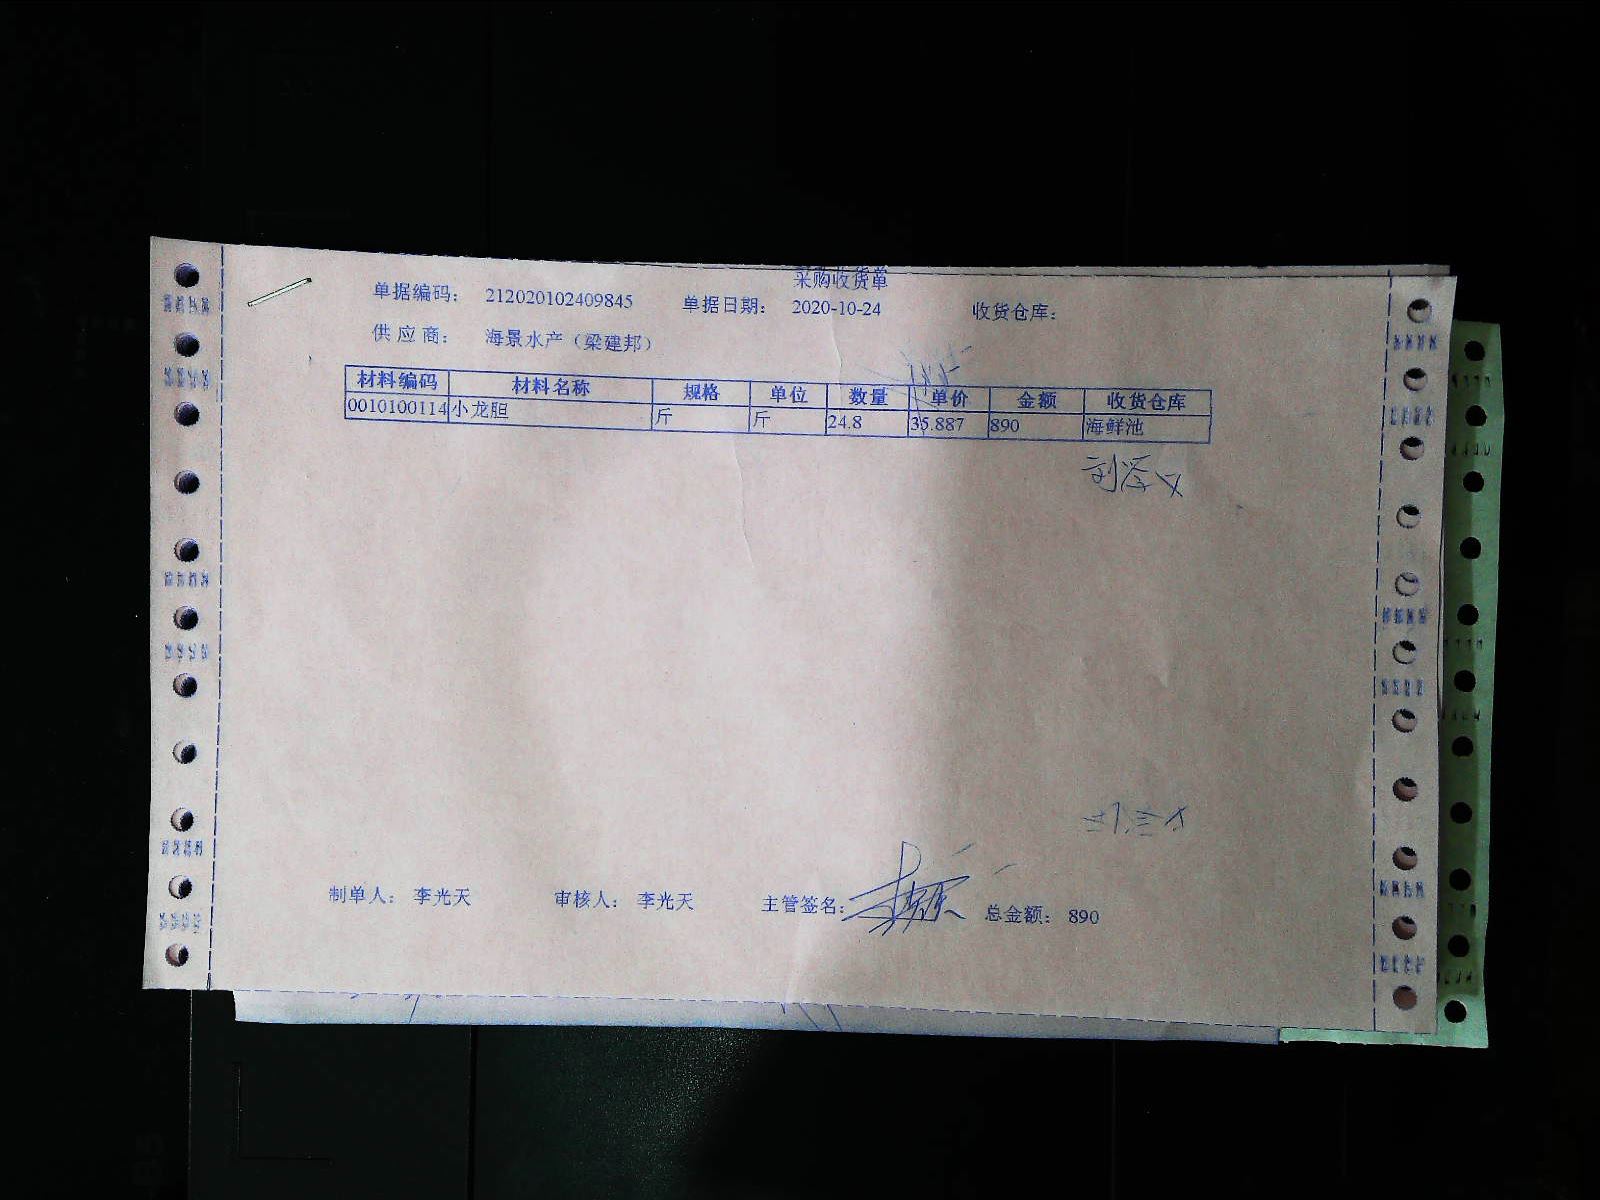 采购收货单
单据编码： 212020102409845 单据日期： 2020-10-24 收货仓库：
供应商： 海景水产（梁建邦）
材料编码 材料名称 规格 单位 数量 单价 金额 收货仓库
0010100114 小龙胆 斤 斤 24.8 35.887 890 海鲜池
制单人： 李光天 审核人： 李光天 主管签名： 总金额： 890